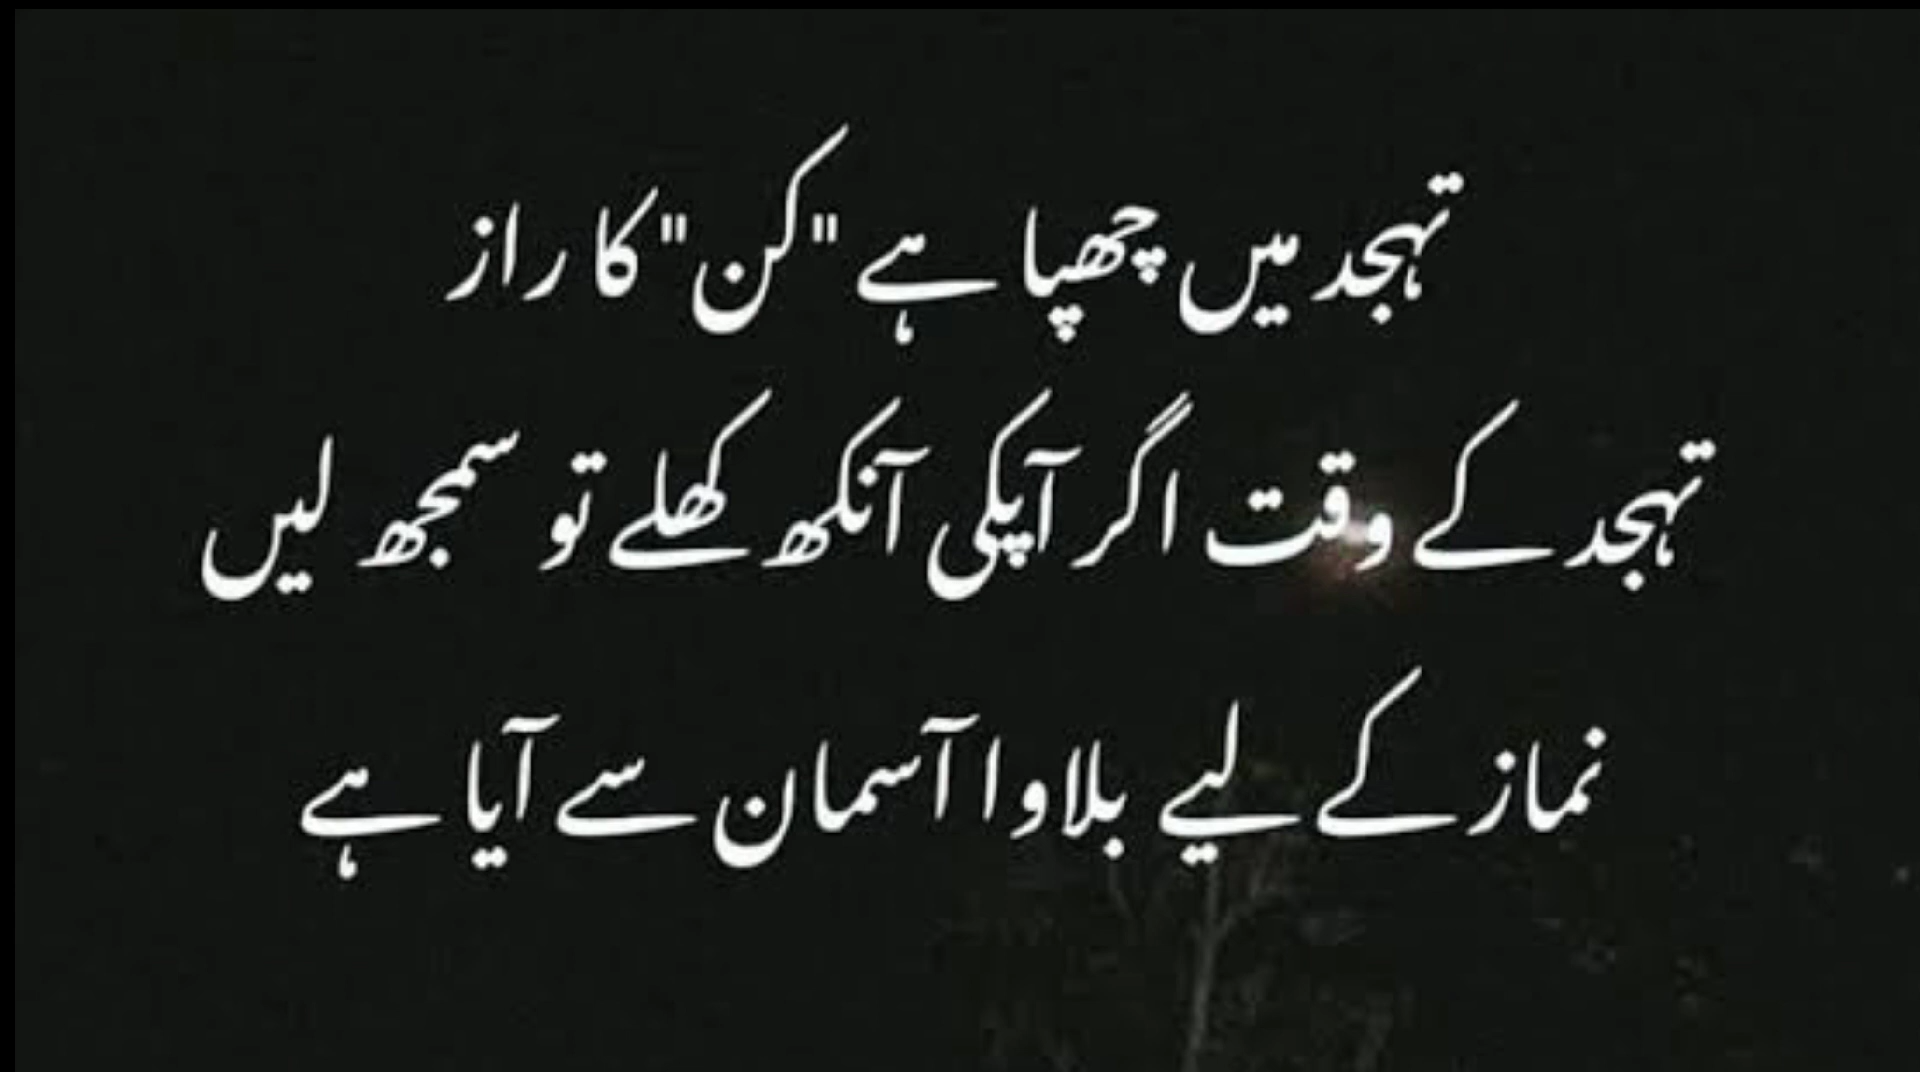 تہجد میں چھپا ہے "کن" کا راز
تہجد کے وقت اگر آپکی آنکھ کھلے تو سمجھ لیں
نماز کے لیے بلاوا آسمان سے آیا ہے